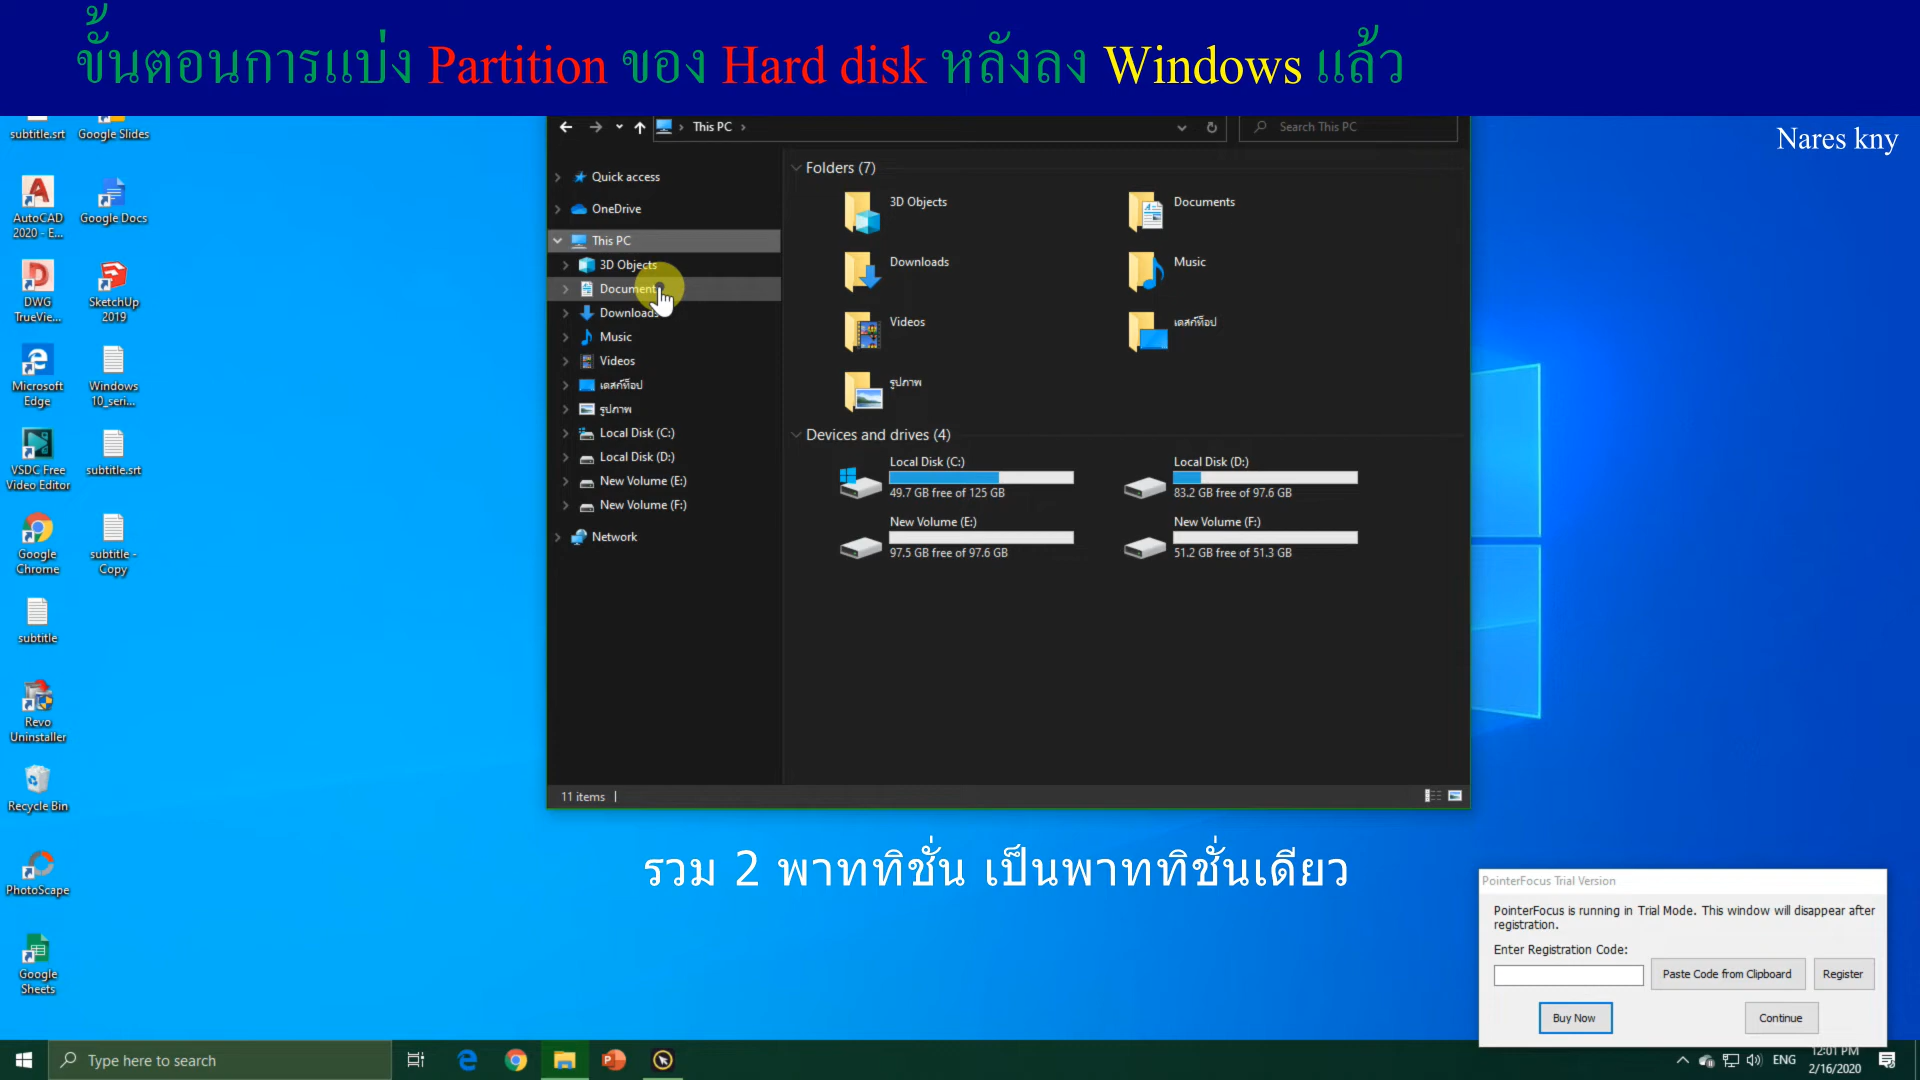 ขั้นตอนการแบ่ง Partition ของ Hard disk หลังลง Windows แล้ว
Nares kny
subtitle.srt
Google Slides
AutoCAD
2020 - E...
Google Docs
DWG
TrueVie...
SketchUp
2019
Microsoft
Edge
Windows
10_seri...
VSDC Free
Video Editor
subtitle.srt
Google
Chrome
subtitle -
Copy
subtitle
Revo
Uninstaller
Recycle Bin
PhotoScape
Google
Sheets
This PC
Search This PC
Quick access
OneDrive
This PC
3D Objects
Document
Downloads
Music
Videos
เดสก์ท็อป
รูปภาพ
Local Disk (C:)
Local Disk (D:)
New Volume (E:)
New Volume (F:)
Network
Folders (7)
3D Objects
Documents
Downloads
Music
Videos
เดสก์ท็อป
รูปภาพ
Devices and drives (4)
Local Disk (C:)
49.7 GB free of 125 GB
Local Disk (D:)
83.2 GB free of 97.6 GB
New Volume (E:)
97.5 GB free of 97.6 GB
New Volume (F:)
51.2 GB free of 51.3 GB
11 items
รวม 2 พาททิชั่น เป็นพาททิชั่นเดียว
PointerFocus Trial Version
PointerFocus is running in Trial Mode. This window will disappear after
registration.
Enter Registration Code:
Paste Code from Clipboard
Register
Buy Now
Continue
Type here to search
ENG
12:01 PM
2/16/2020